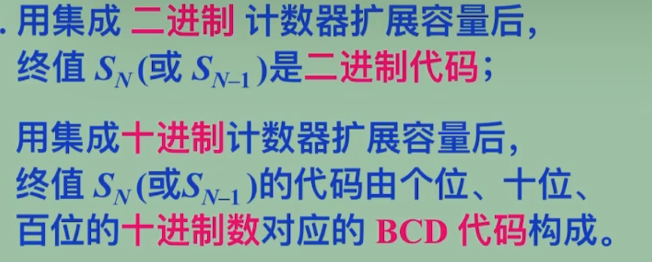 . 用集成 二进制 计数器扩展容量后，
终值 S_N (或 S_{N–1} )是二进制代码；
用集成十进制计数器扩展容量后，
终值 S_N (或S_{N–1} )的代码由个位、十位、
百位的十进制数对应的 BCD 代码构成。